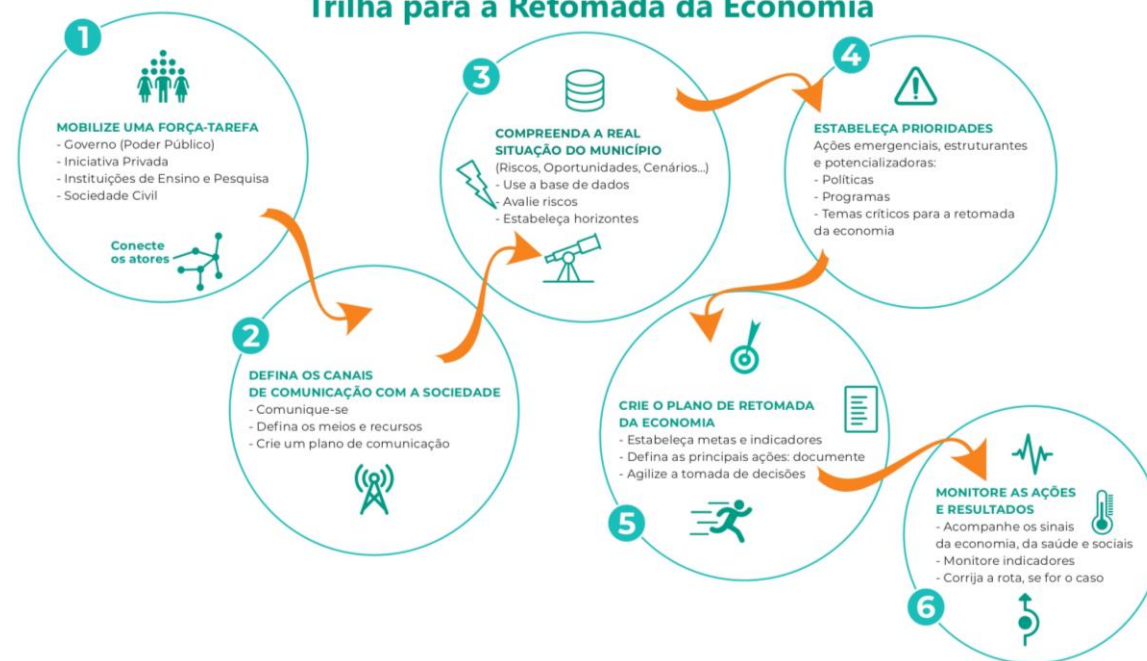 Trilha para a Retomada da Economia
1
MOBILIZE UMA FORÇA-TAREFA
- Governo (Poder Público)
- Iniciativa Privada
- Instituições de Ensino e Pesquisa
- Sociedade Civil
Conecte
os atores
2
DEFINA OS CANAIS
DE COMUNICAÇÃO COM A SOCIEDADE
- Comunique-se
- Defina os meios e recursos
- Crie um plano de comunicação
3
COMPREENDA A REAL
SITUAÇÃO DO MUNICÍPIO
(Riscos, Oportunidades, Cenários...)
- Use a base de dados
- Avalie riscos
- Estabeleça horizontes
4
ESTABELEÇA PRIORIDADES
Ações emergenciais, estruturantes
e potencializadoras:
- Políticas
- Programas
- Temas críticos para a retomada
da economia
CRIE O PLANO DE RETOMADA
DA ECONOMIA
- Estabeleça metas e indicadores
- Defina as principais ações: documente
- Agilize a tomada de decisões
5
MONITORE AS AÇÕES
E RESULTADOS
- Acompanhe os sinais
da economia, da saúde e sociais
- Monitore indicadores
- Corrija a rota, se for o caso
6